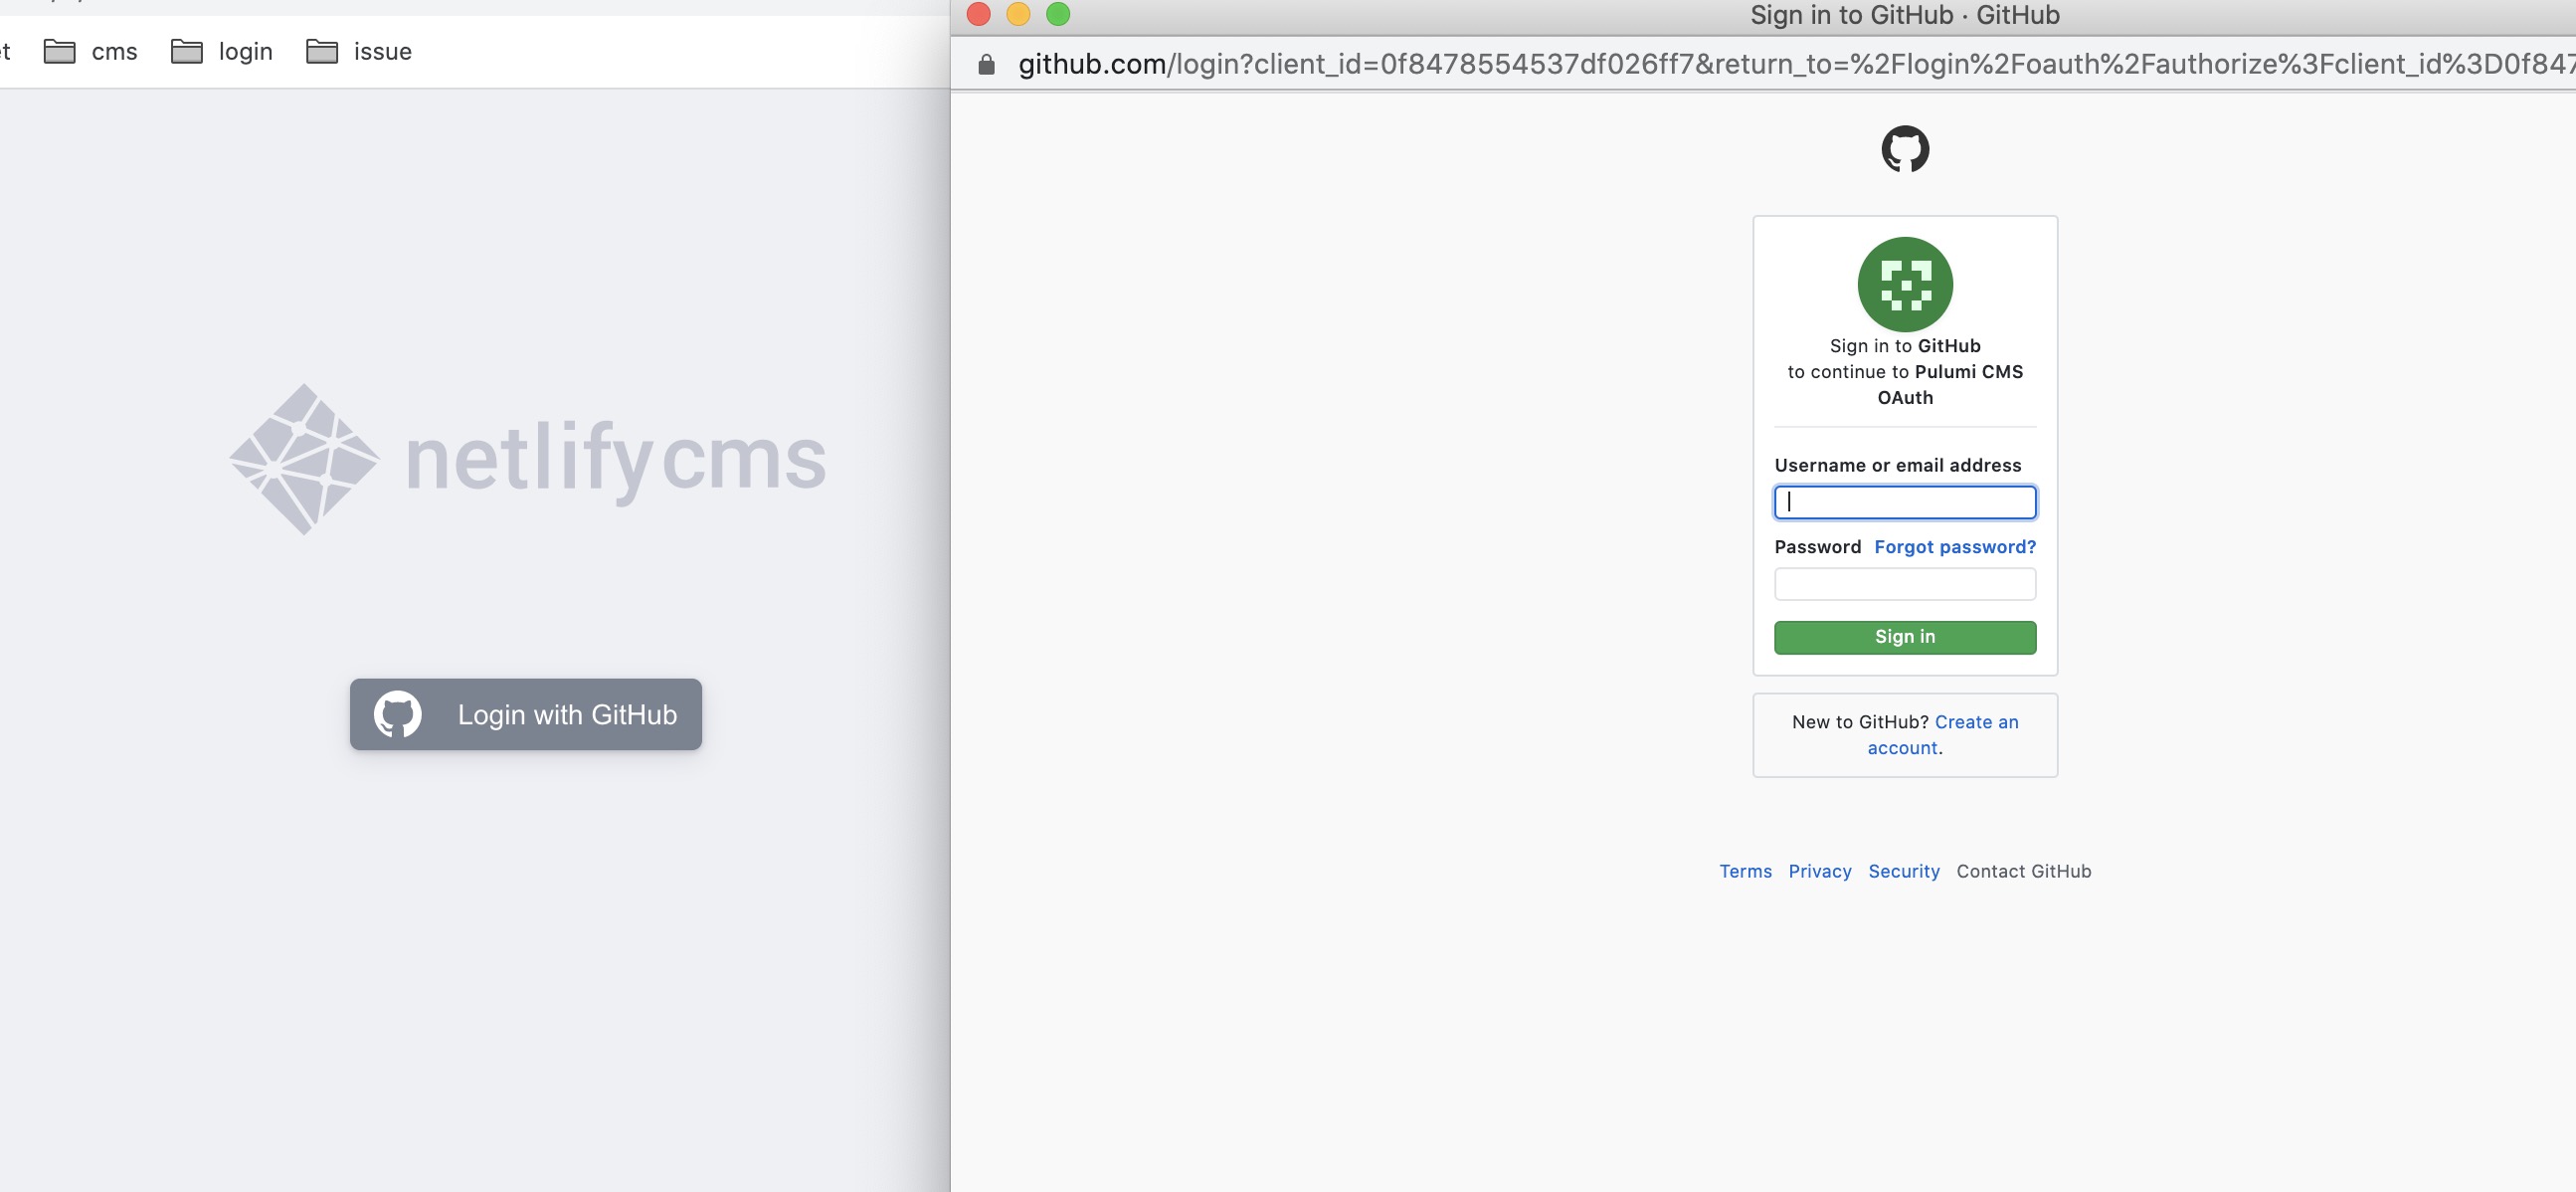 cms login issue
netlify cms
Login with GitHub
Sign in to GitHub · GitHub
github.com/login?client_id=0f8478554537df026ff7&return_to=%2Flogin%2Foauth%2Fauthorize%3Fclient_id%3D0f847
Sign in to GitHub
to continue to Pulumi CMS
OAuth
Username or email address
Password Forgot password?
Sign in
New to GitHub? Create an
account.
Terms Privacy Security Contact GitHub